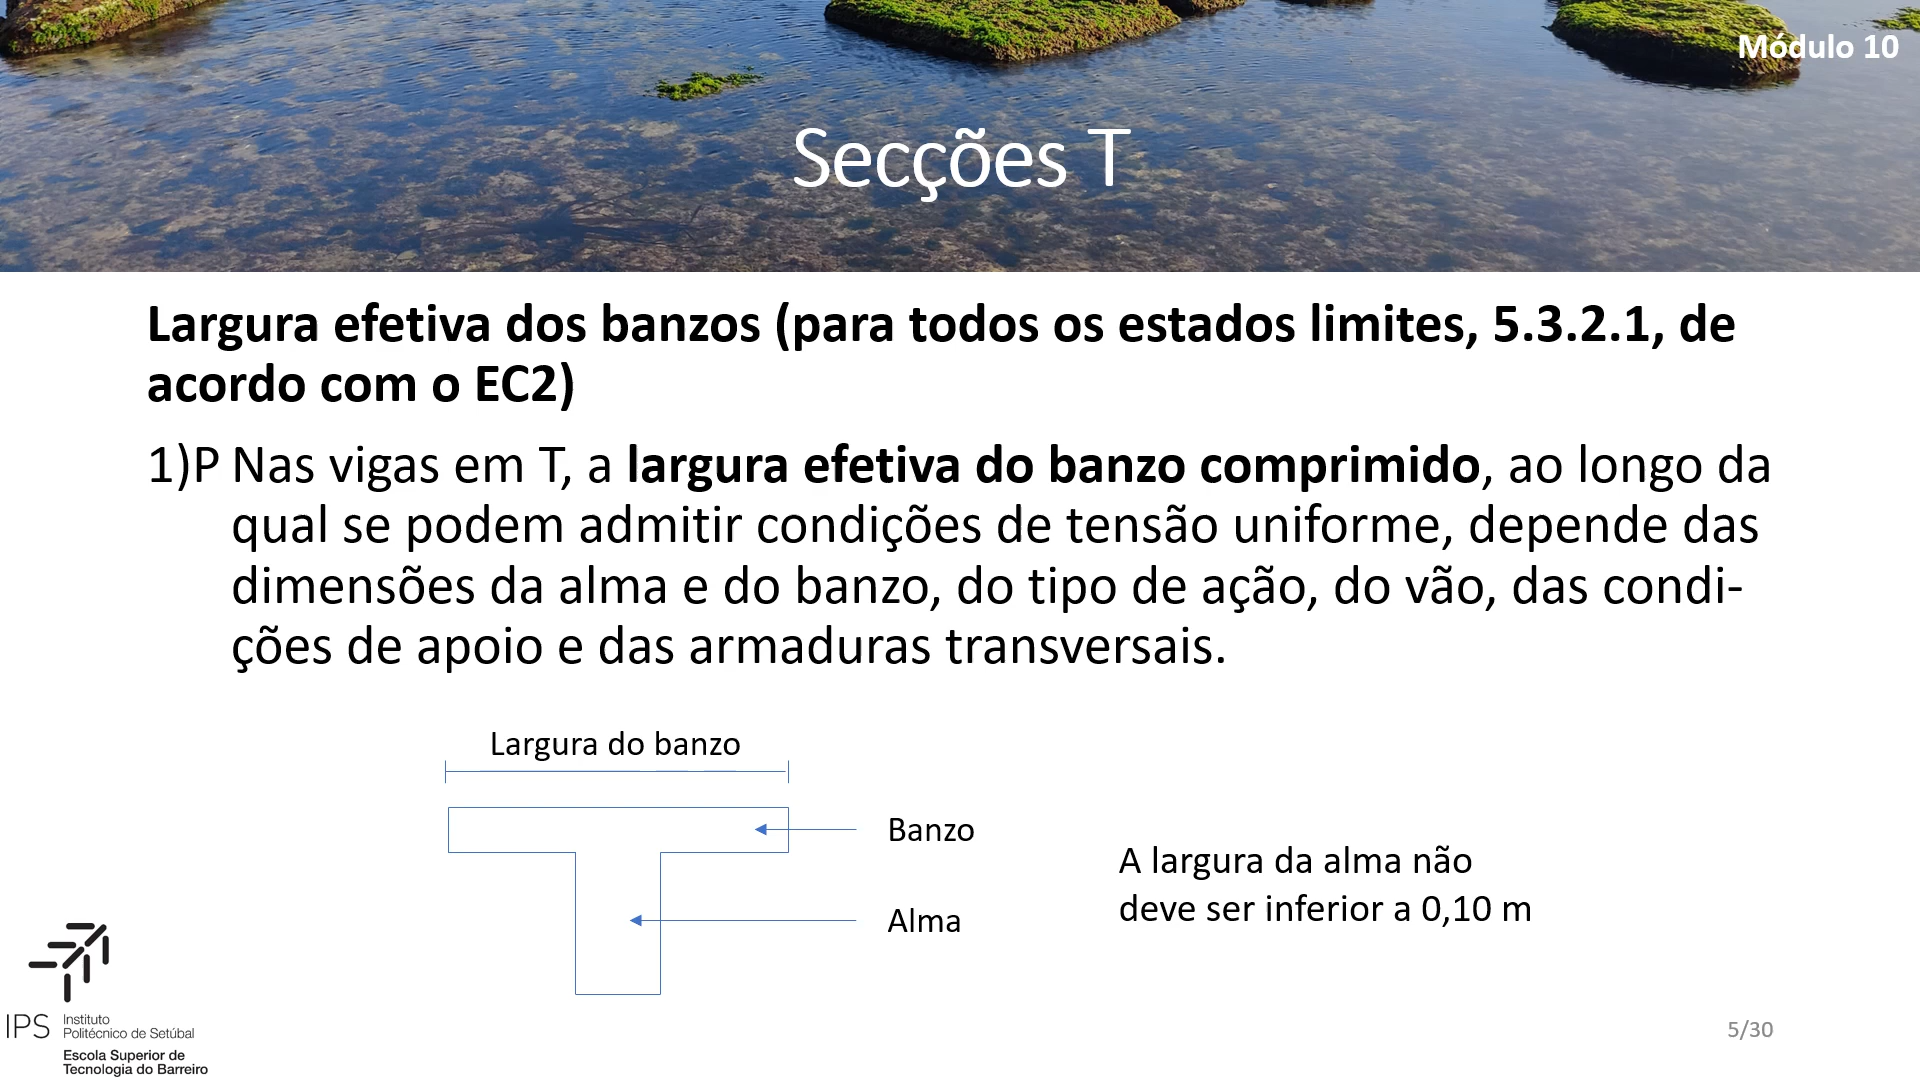 Módulo 10
Secções T
Largura efetiva dos banzos (para todos os estados limites, 5.3.2.1, de
acordo com o EC2)
1)P Nas vigas em T, a largura efetiva do banzo comprimido, ao longo da
qual se podem admitir condições de tensão uniforme, depende das
dimensões da alma e do banzo, do tipo de ação, do vão, das condi-
ções de apoio e das armaduras transversais.
Largura do banzo
Banzo
Alma
A largura da alma não
deve ser inferior a 0,10 m
IPS Instituto
Politécnico de Setúbal
Escola Superior de
Tecnologia do Barreiro
5/30